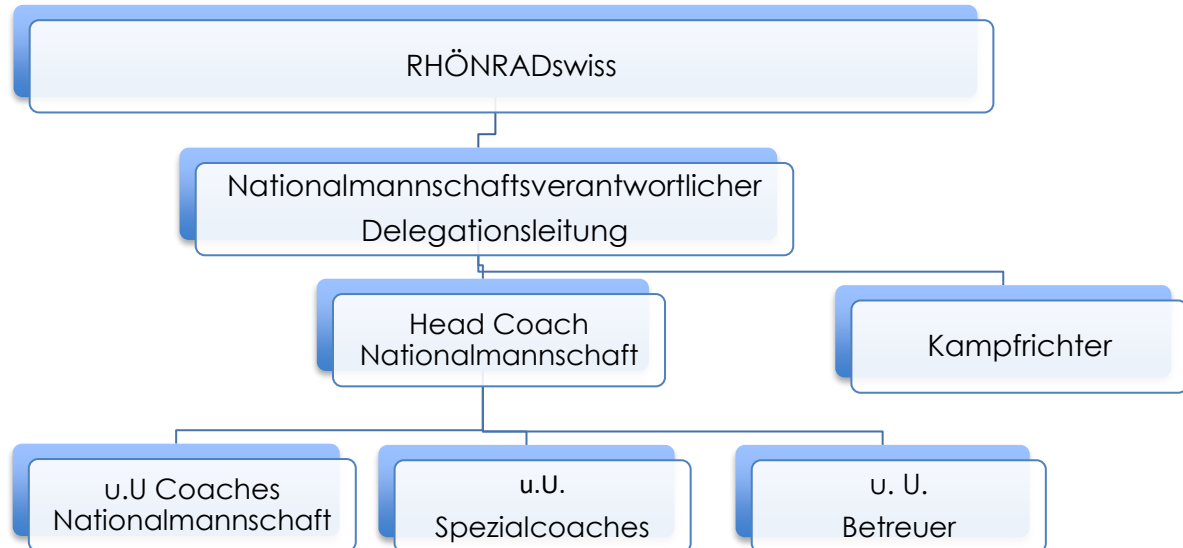 RHÖNRADswiss
Nationalmannschaftsverantwortlicher
Delegationsleitung
Head Coach
Nationalmannschaft
Kampfrichter
u.U Coaches
Nationalmannschaft
u.U.
Spezialcoaches
u. U.
Betreuer